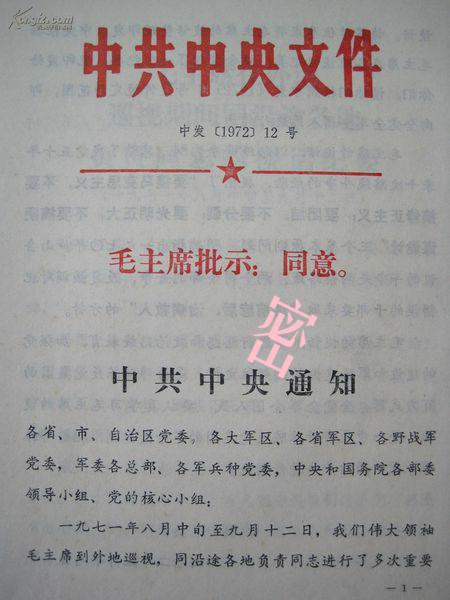 中共中央文件
中发〔1972〕12号
毛主席批示：同意。
密山
中共中央通知
各省、市、自治区党委，各大军区、各省军区、各野战军
党委，军委各总部、各军兵种党委，中央和国务院各部委
领导小组、党的核心小组：
一九七一年八月中旬至九月十二日，我们伟大领袖
毛主席到外地巡视，同沿途各地负责同志进行了多次重要
— 1 —